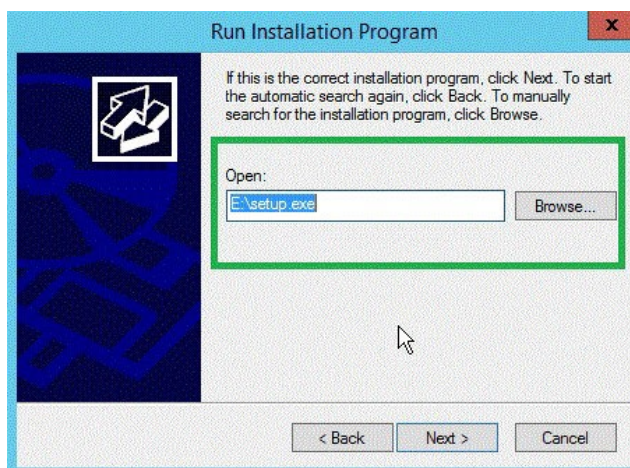 Run Installation Program
x
If this is the correct installation program, click Next. To start
the automatic search again, click Back. To manually
search for the installation program, click Browse.
Open:
E:\setup.exe
Browse...
< Back
Next >
Cancel